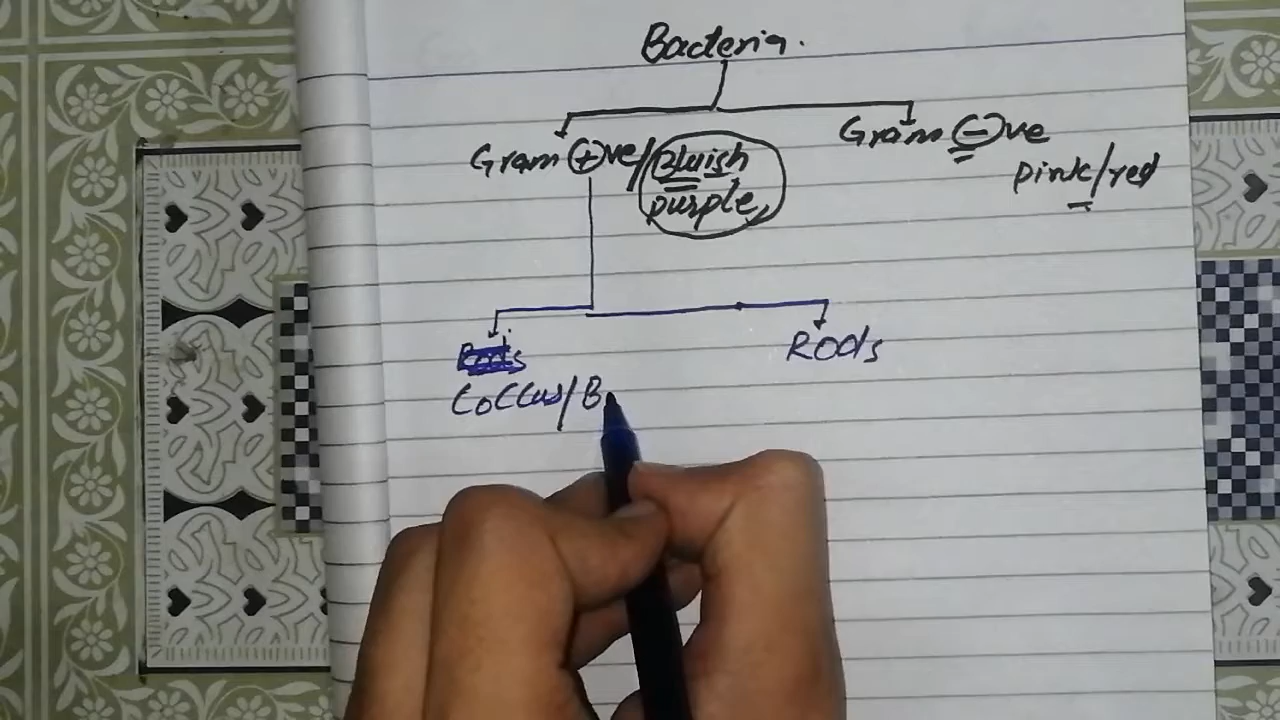 Bacteria.
Gram +ve/Bluish purple,
Gram -ve
pink/red
Rods
Rods
Coccus/B